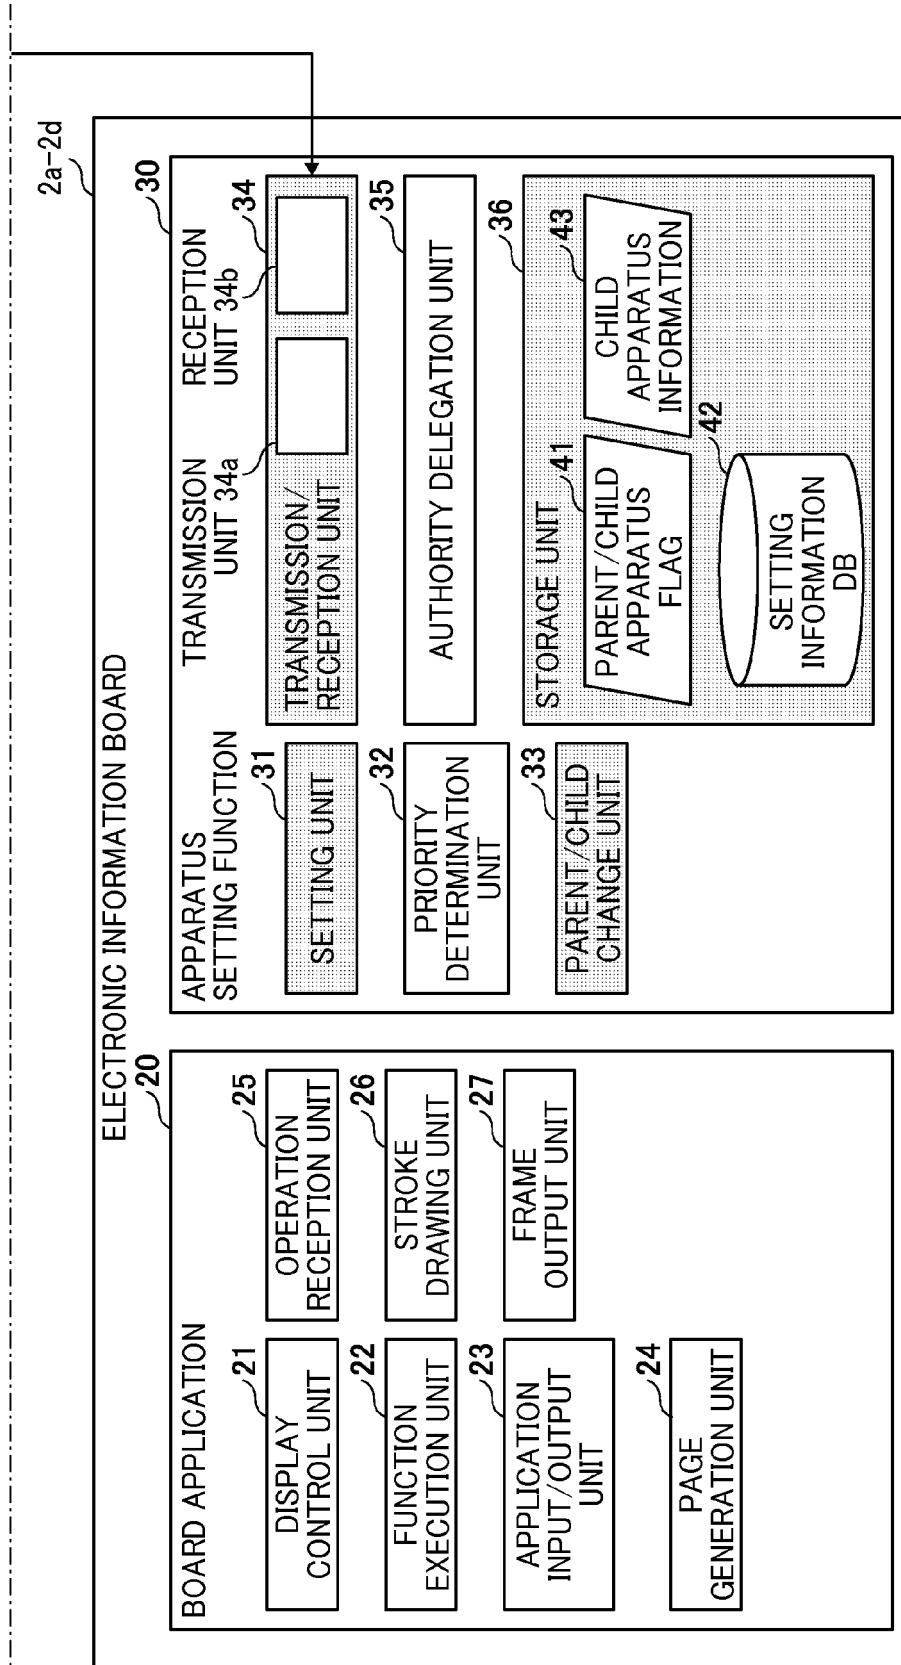 2a-2d
ELECTRONIC INFORMATION BOARD
20
BOARD APPLICATION
21
DISPLAY
CONTROL UNIT
22
FUNCTION
EXECUTION UNIT
23
APPLICATION
INPUT/OUTPUT
UNIT
24
PAGE
GENERATION UNIT
25
OPERATION
RECEPTION UNIT
26
STROKE
DRAWING UNIT
27
FRAME
OUTPUT UNIT
30
APPARATUS
SETTING FUNCTION
31
SETTING UNIT
32
PRIORITY
DETERMINATION
UNIT
33
PARENT/CHILD
CHANGE UNIT
TRANSMISSION
UNIT 34a
RECEPTION
UNIT 34b
34
TRANSMISSION/
RECEPTION UNIT
35
AUTHORITY DELEGATION UNIT
36
STORAGE UNIT
41
PARENT/CHILD
APPARATUS
FLAG
43
CHILD
APPARATUS
INFORMATION
42
SETTING
INFORMATION
DB